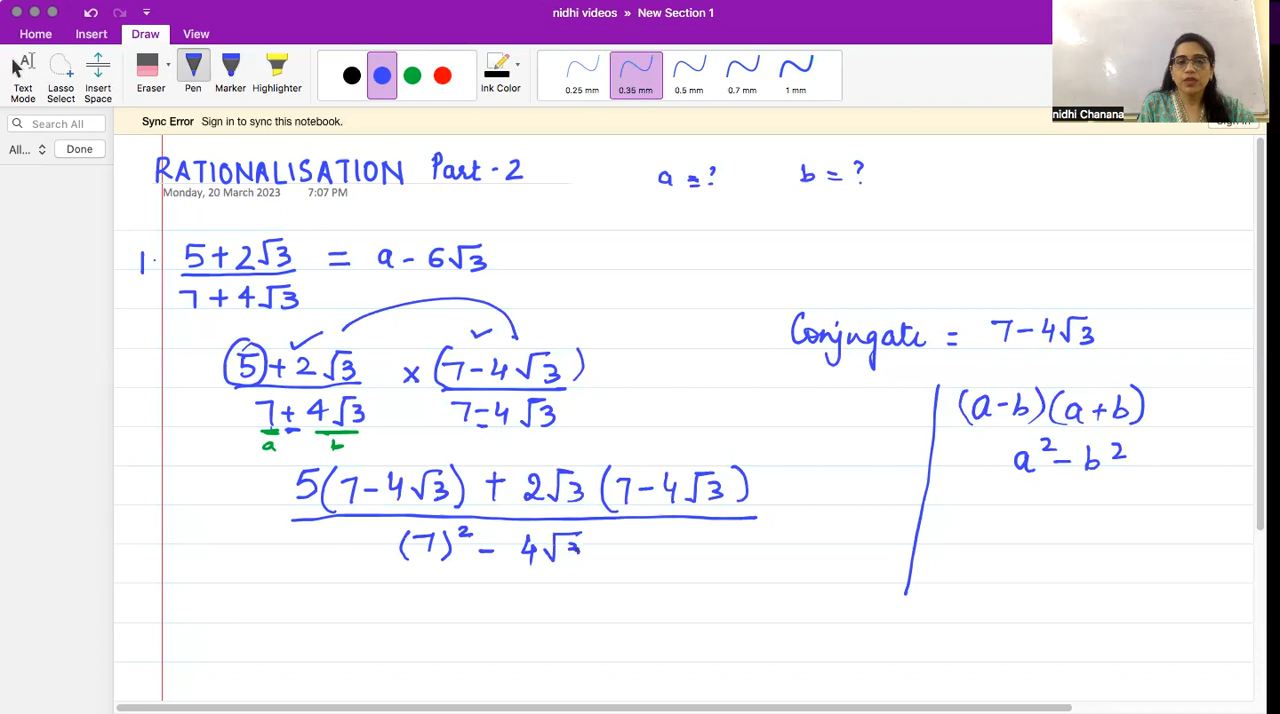 nidhi videos » New Section 1
Home Insert Draw View
Text Mode Lasso Select Insert Space Eraser Pen Marker Highlighter Ink Color 0.25 mm 0.35 mm 0.5 mm 0.7 mm 1 mm
nidhi Chanana
Sync Error Sign in to sync this notebook.
Search All
All... Done
RATIONALISATION Part - 2 a = ? b = ?
Monday, 20 March 2023 7:07 PM
1. 5 + 2√3 = a - 6√3
7 + 4√3
Conjugate = 7 - 4√3
5 + 2√3 × (7 - 4√3)
7 + 4√3 7 - 4√3
a b
(a - b)(a + b)
a² - b²
5(7 - 4√3) + 2√3 (7 - 4√3)
(7)² - 4√3